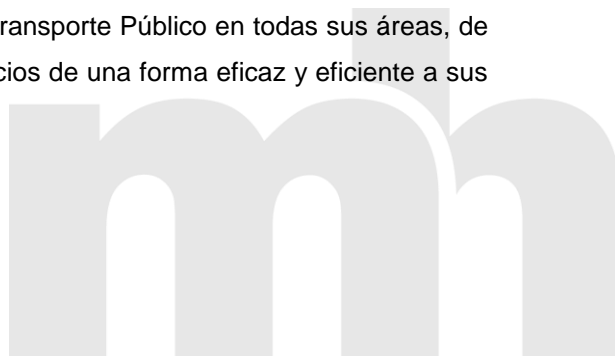 ransporte Público en todas sus áreas, de
cios de una forma eficaz y eficiente a sus